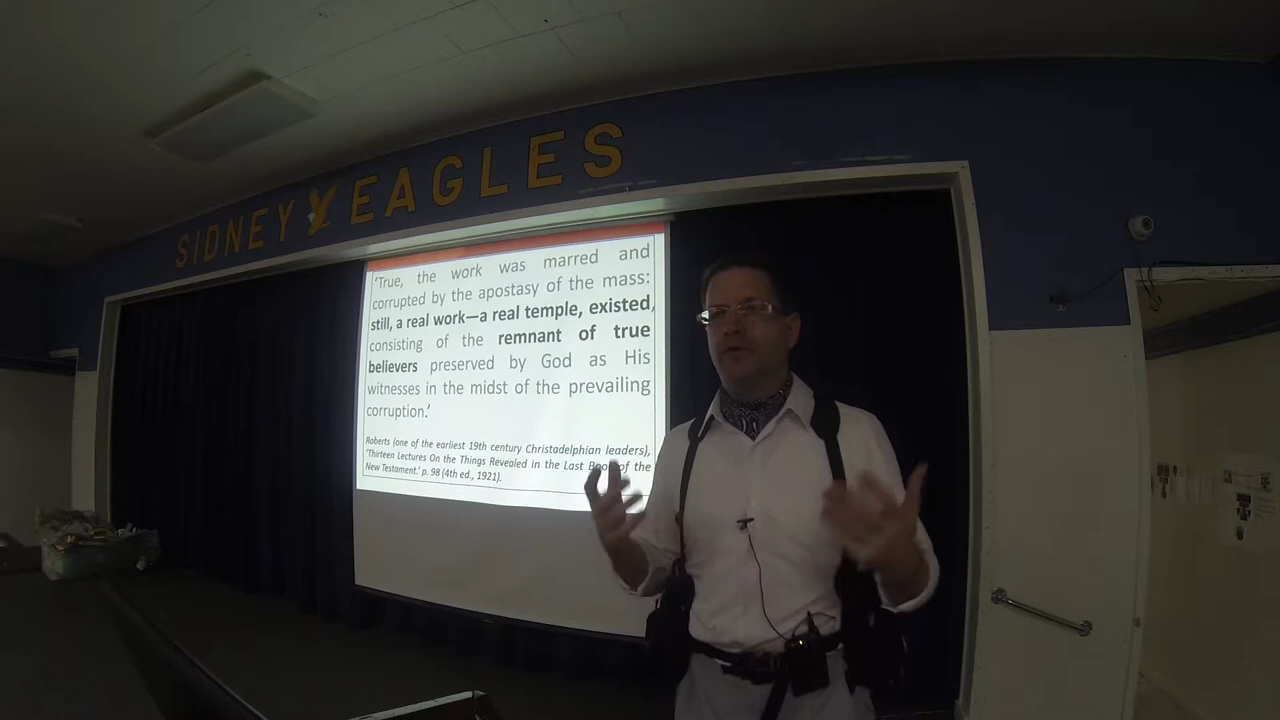 SIDNEY EAGLES
‘True, the work was marred and
corrupted by the apostasy of the mass:
still, a real work—a real temple, existed,
consisting of the remnant of true
believers preserved by God as His
witnesses in the midst of the prevailing
corruption.’
Roberts (one of the earliest 19th century Christadelphian leaders),
‘Thirteen Lectures On the Things Revealed in the Last Book of the
New Testament.’ p. 98 (4th ed., 1921).